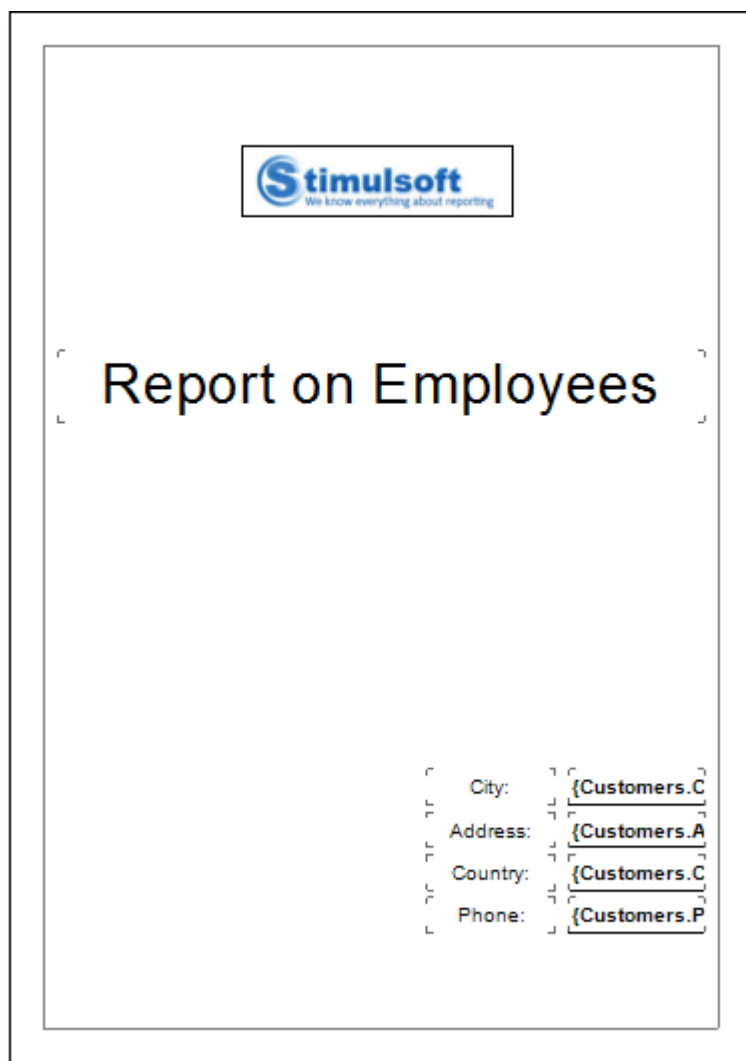 Stimulsoft
We know everything about reporting
Report on Employees
City: {Customers.C
Address: {Customers.A
Country: {Customers.C
Phone: {Customers.P